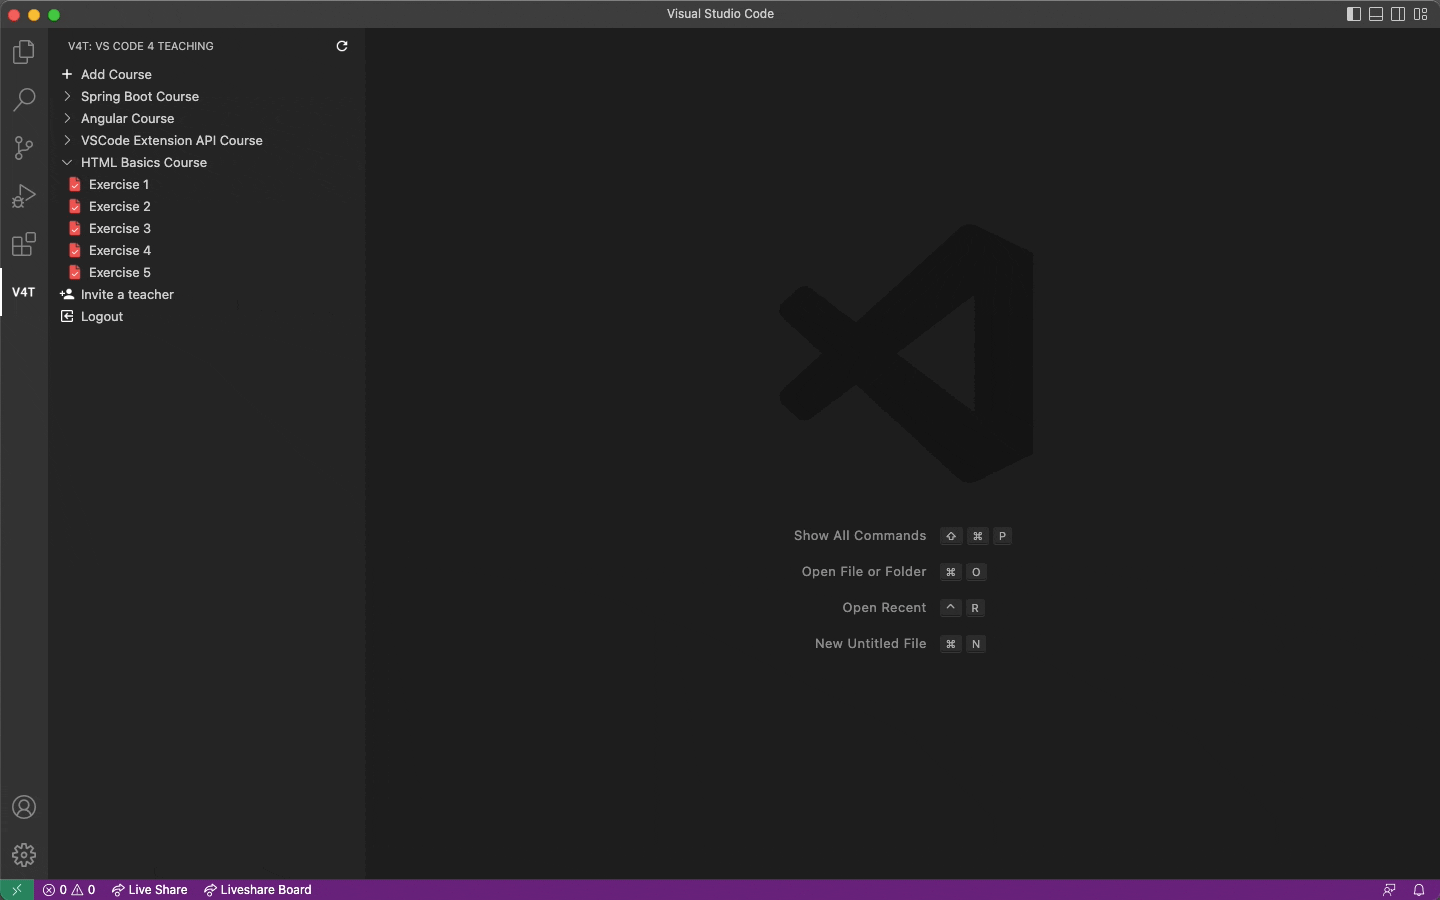 Visual Studio Code
V4T: VS CODE 4 TEACHING
Add Course
Spring Boot Course
Angular Course
VSCode Extension API Course
HTML Basics Course
Exercise 1
Exercise 2
Exercise 3
Exercise 4
Exercise 5
V4T
Invite a teacher
Logout
Show All Commands ⇧ ⌘ P
Open File or Folder ⌘ O
Open Recent ^ R
New Untitled File ⌘ N
0 0 Live Share Liveshare Board